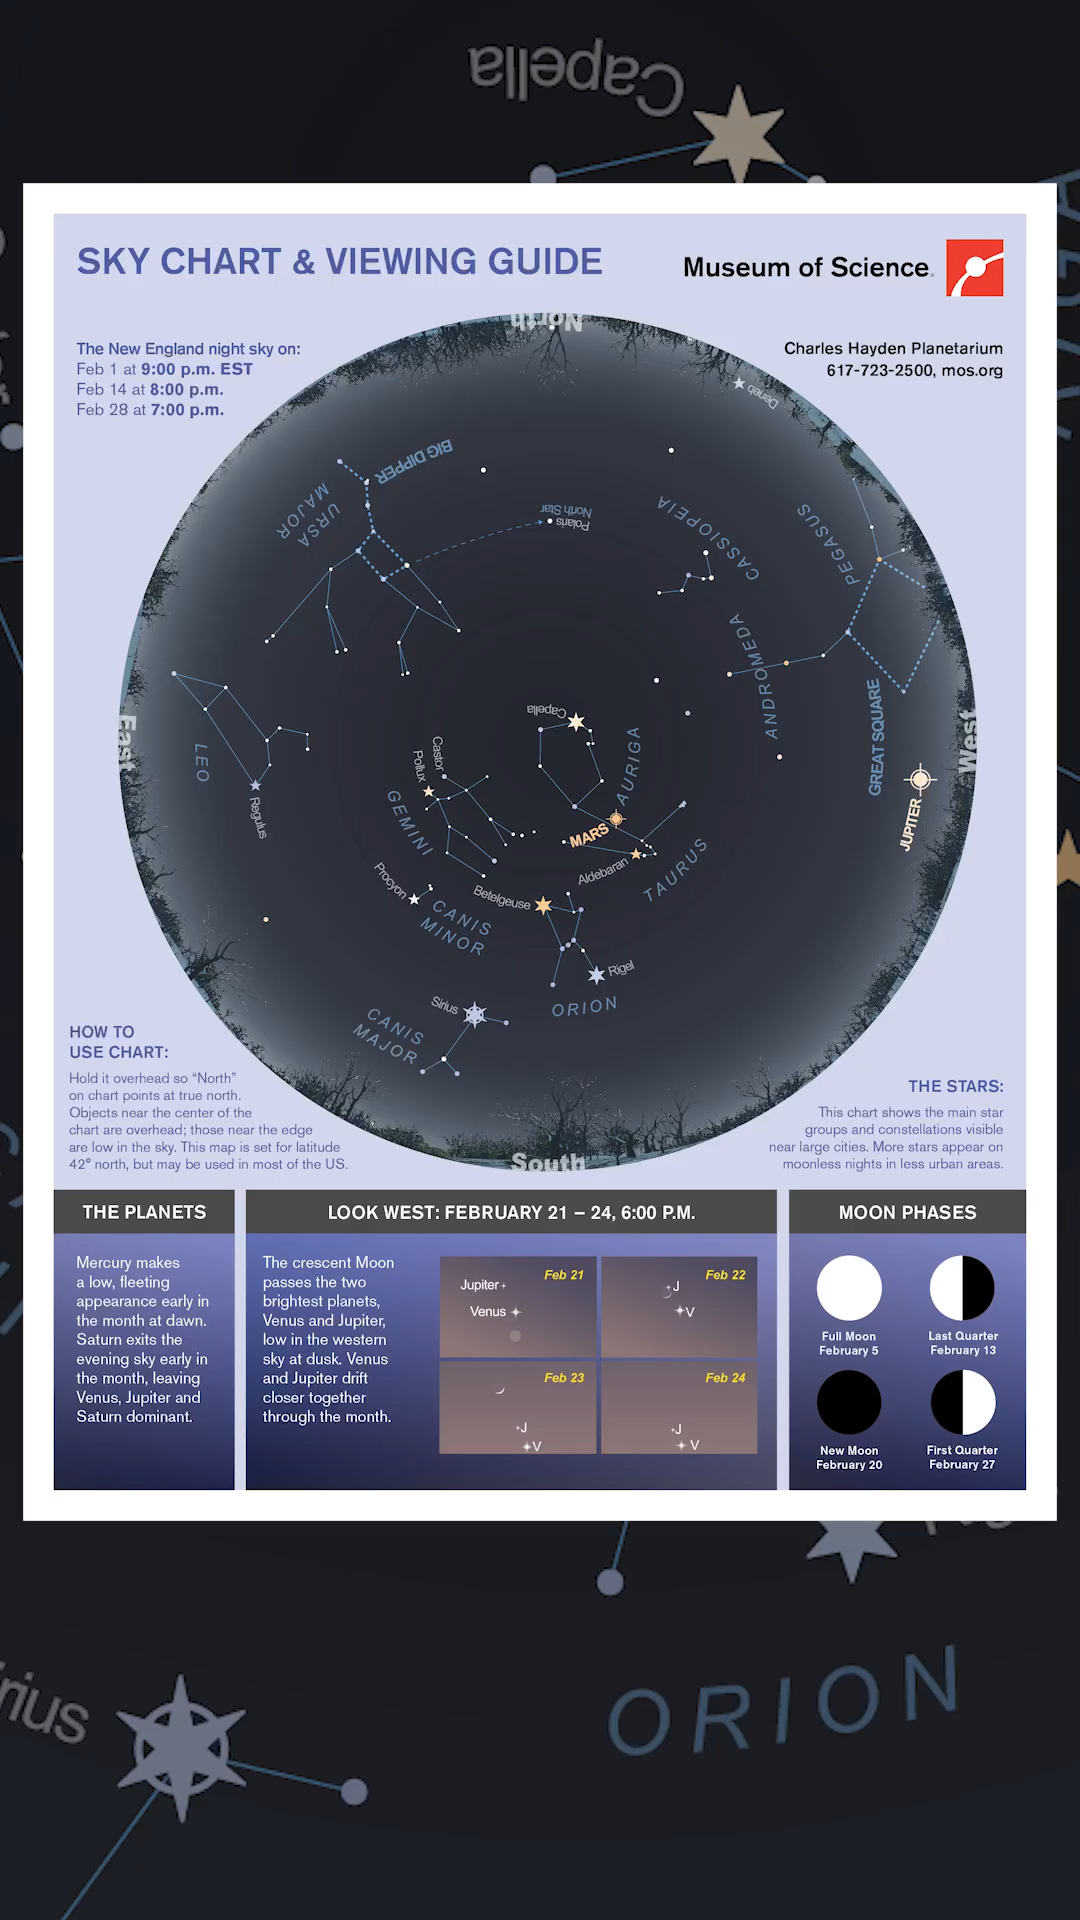 Capella
SKY CHART & VIEWING GUIDE
Museum of Science.
The New England night sky on:
Feb 1 at 9:00 p.m. EST
Feb 14 at 8:00 p.m.
Feb 28 at 7:00 p.m.
Charles Hayden Planetarium
617-723-2500, mos.org
North
Deneb
BIG DIPPER
URSA
MAJOR
North Star
Polaris
CASSIOPEIA
PEGASUS
ANDROMEDA
GREAT SQUARE
East
West
LEO
Regulus
Capella
AURIGA
Castor
Pollux
GEMINI
MARS
JUPITER
Aldebaran
TAURUS
Procyon
CANIS
MINOR
Betelgeuse
Rigel
ORION
Sirius
CANIS
MAJOR
South
HOW TO
USE CHART:
Hold it overhead so “North”
on chart points at true north.
Objects near the center of the
chart are overhead; those near the edge
are low in the sky. This map is set for latitude
42° north, but may be used in most of the US.
THE STARS:
This chart shows the main star
groups and constellations visible
near large cities. More stars appear on
moonless nights in less urban areas.
THE PLANETS
Mercury makes
a low, fleeting
appearance early in
the month at dawn.
Saturn exits the
evening sky early in
the month, leaving
Venus, Jupiter and
Saturn dominant.
LOOK WEST: FEBRUARY 21 – 24, 6:00 P.M.
The crescent Moon
passes the two
brightest planets,
Venus and Jupiter,
low in the western
sky at dusk. Venus
and Jupiter drift
closer together
through the month.
Feb 21
Jupiter
Venus
Feb 22
J
V
Feb 23
J
V
Feb 24
J
V
MOON PHASES
Full Moon
February 5
Last Quarter
February 13
New Moon
February 20
First Quarter
February 27
ORION